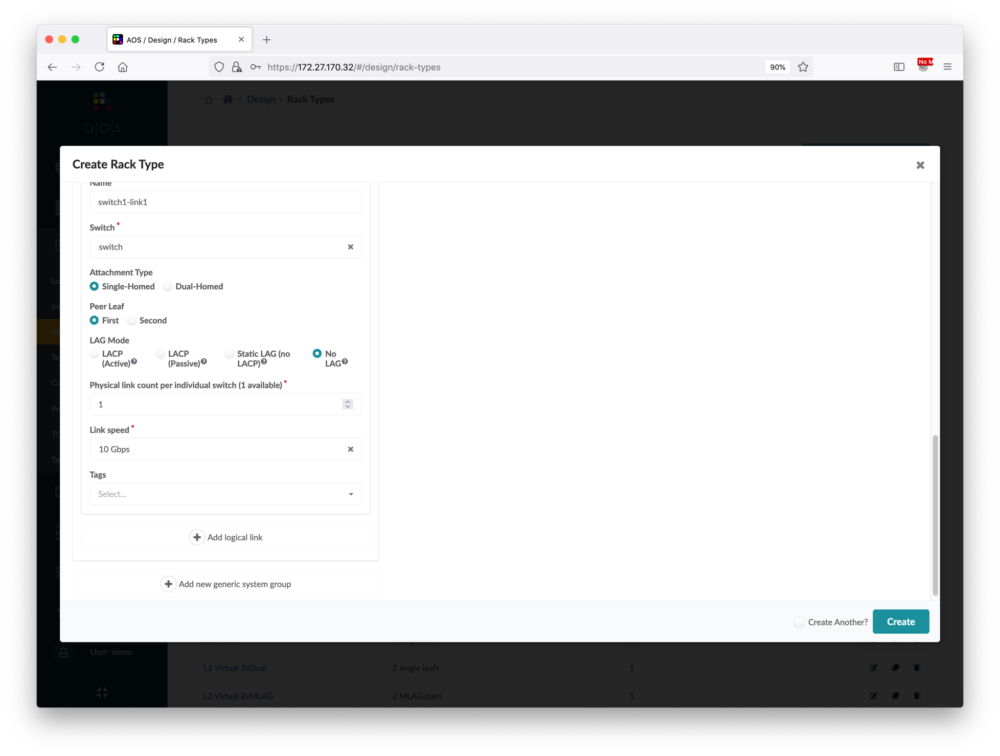 AOS / Design / Rack Types
https://172.27.170.32/#/design/rack-types
90%
No M
Design
Rack Types
a|o|s
Create Rack Type
Name
switch1-link1
Switch *
switch
Attachment Type
Single-Homed
Dual-Homed
Peer Leaf
First
Second
LAG Mode
LACP (Active)
LACP (Passive)
Static LAG (no LACP)
No LAG
Physical link count per individual switch (1 available) *
1
Link speed *
10 Gbps
Tags
Select...
Add logical link
Add new generic system group
Create Another?
Create
User: demo
L2 Virtual 2xDual
2 single leafs
1
L2 Virtual 2xMLAG
2 MLAG pairs
1